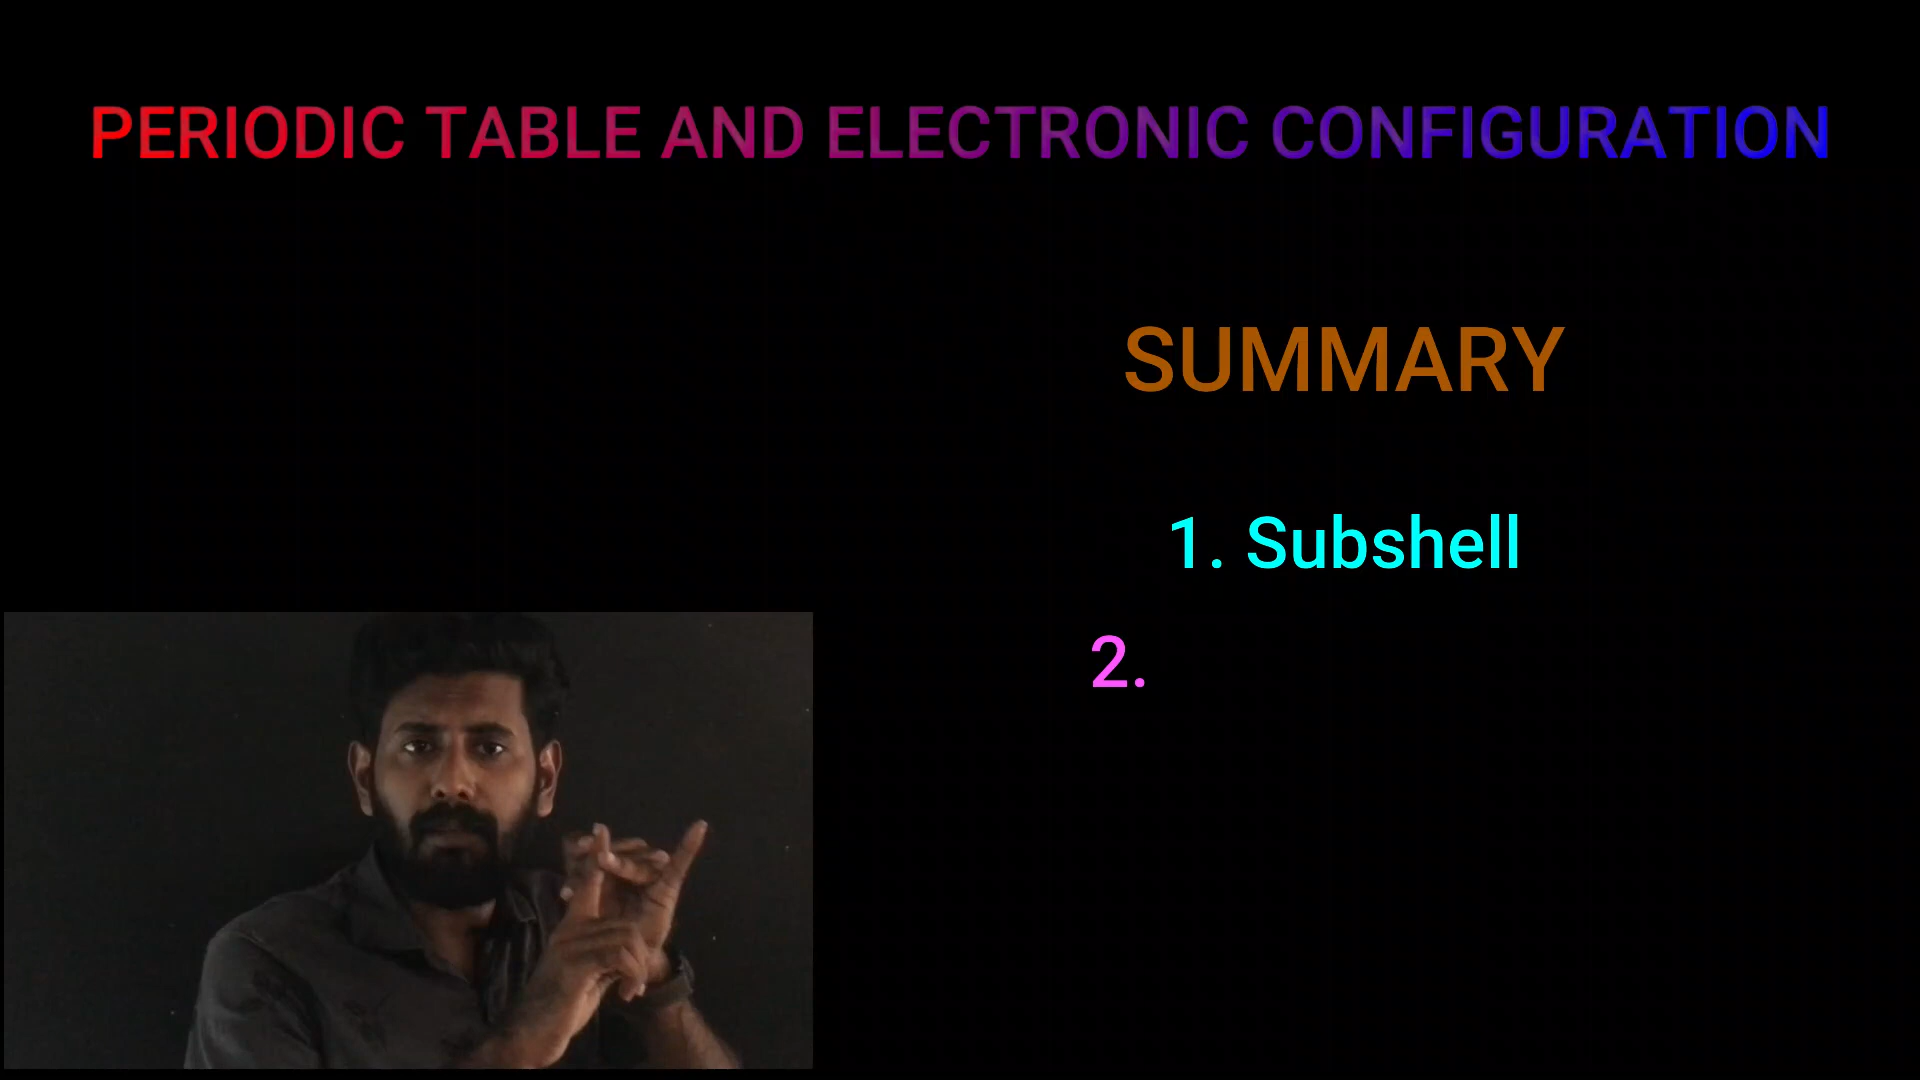 PERIODIC TABLE AND ELECTRONIC CONFIGURATION
SUMMARY
1. Subshell
2.